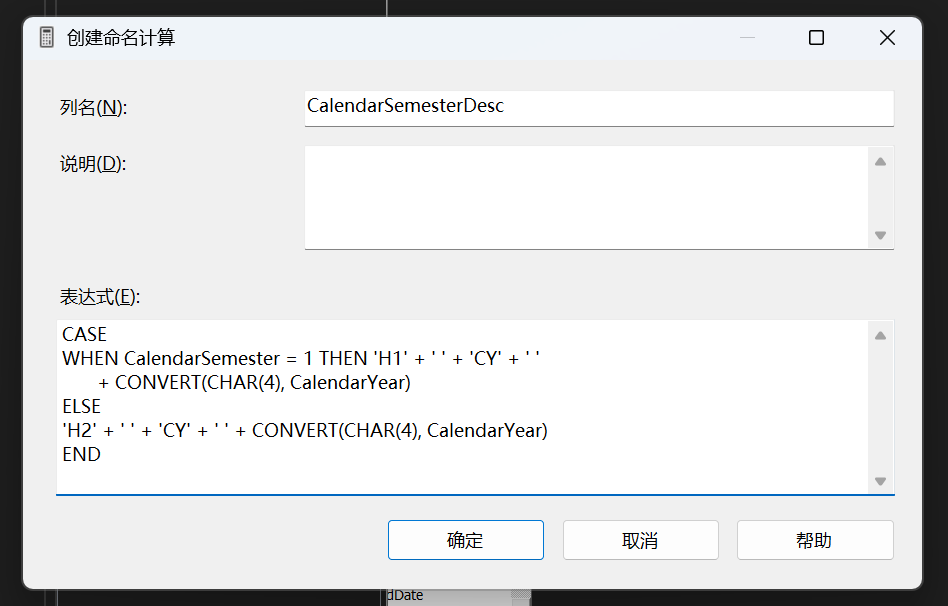 创建命名计算
列名(N):
CalendarSemesterDesc
说明(D):
表达式(E):
CASE
WHEN CalendarSemester = 1 THEN 'H1' + ' ' + 'CY' + ' '
+ CONVERT(CHAR(4), CalendarYear)
ELSE
'H2' + ' ' + 'CY' + ' ' + CONVERT(CHAR(4), CalendarYear)
END
确定
取消
帮助
dDate